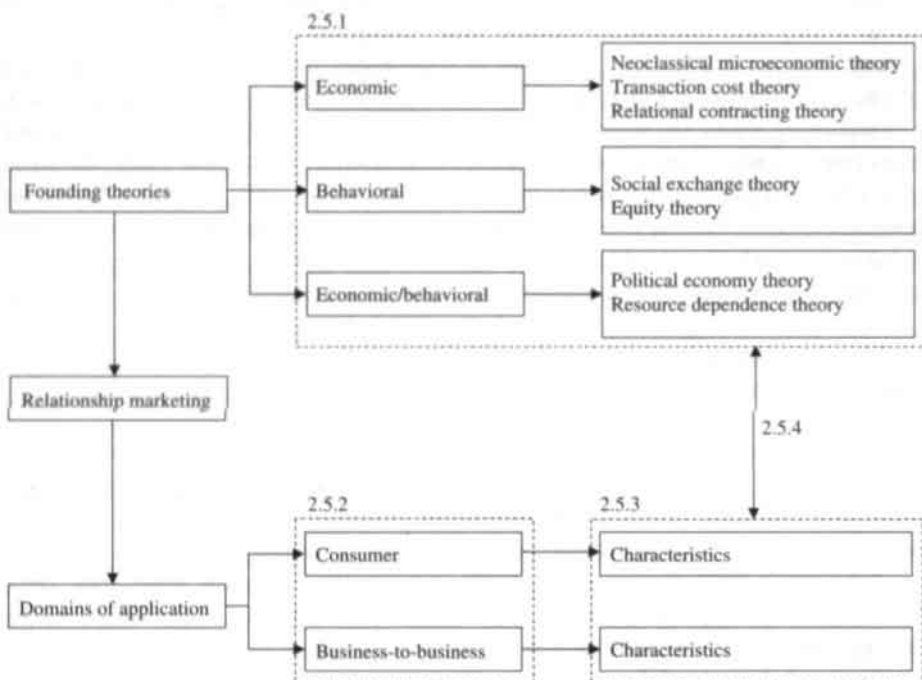 2.5.1
Economic
Neoclassical microeconomic theory
Transaction cost theory
Relational contracting theory
Founding theories
Behavioral
Social exchange theory
Equity theory
Economic/behavioral
Political economy theory
Resource dependence theory
Relationship marketing
2.5.4
2.5.2
2.5.3
Consumer
Characteristics
Domains of application
Business-to-business
Characteristics